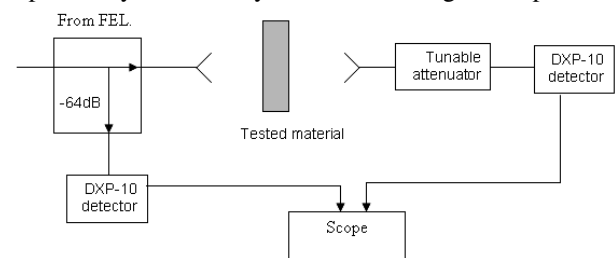 From FEL.
-64dB
Tested material
Tunable
attenuator
DXP-10
detector
DXP-10
detector
Scope